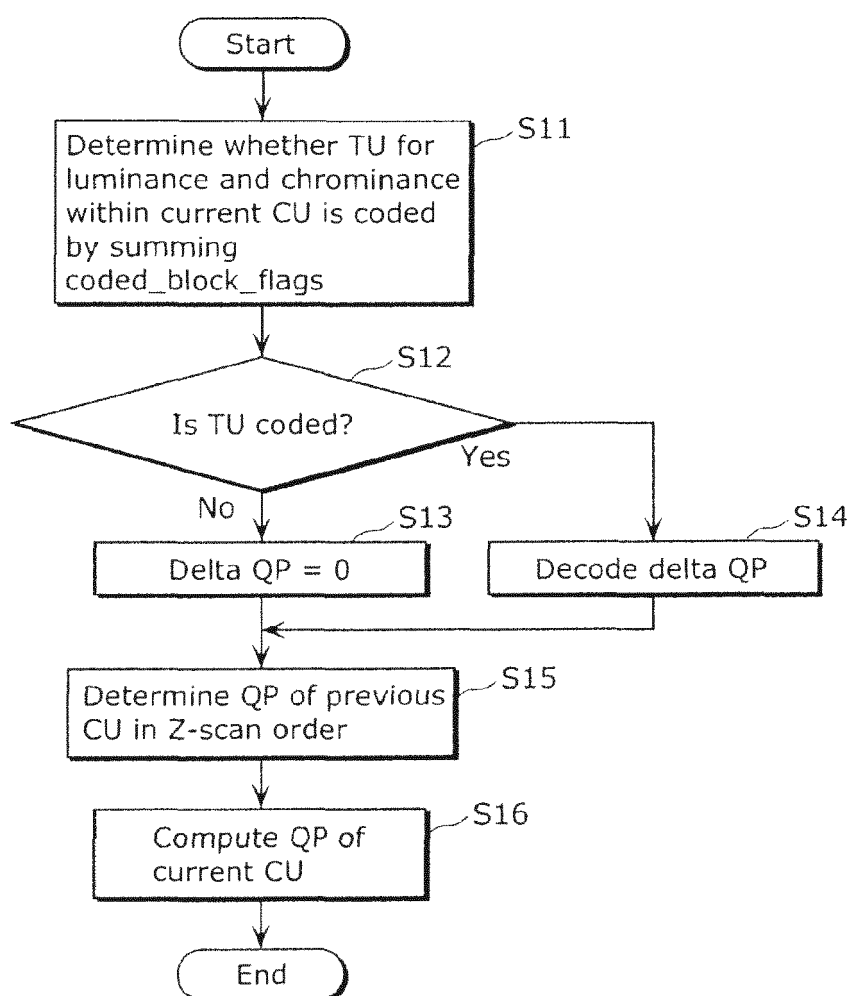 Start
S11
Determine whether TU for
luminance and chrominance
within current CU is coded
by summing
coded_block_flags
S12
Is TU coded?
Yes
No
S13
S14
Delta QP = 0
Decode delta QP
S15
Determine QP of previous
CU in Z-scan order
S16
Compute QP of
current CU
End